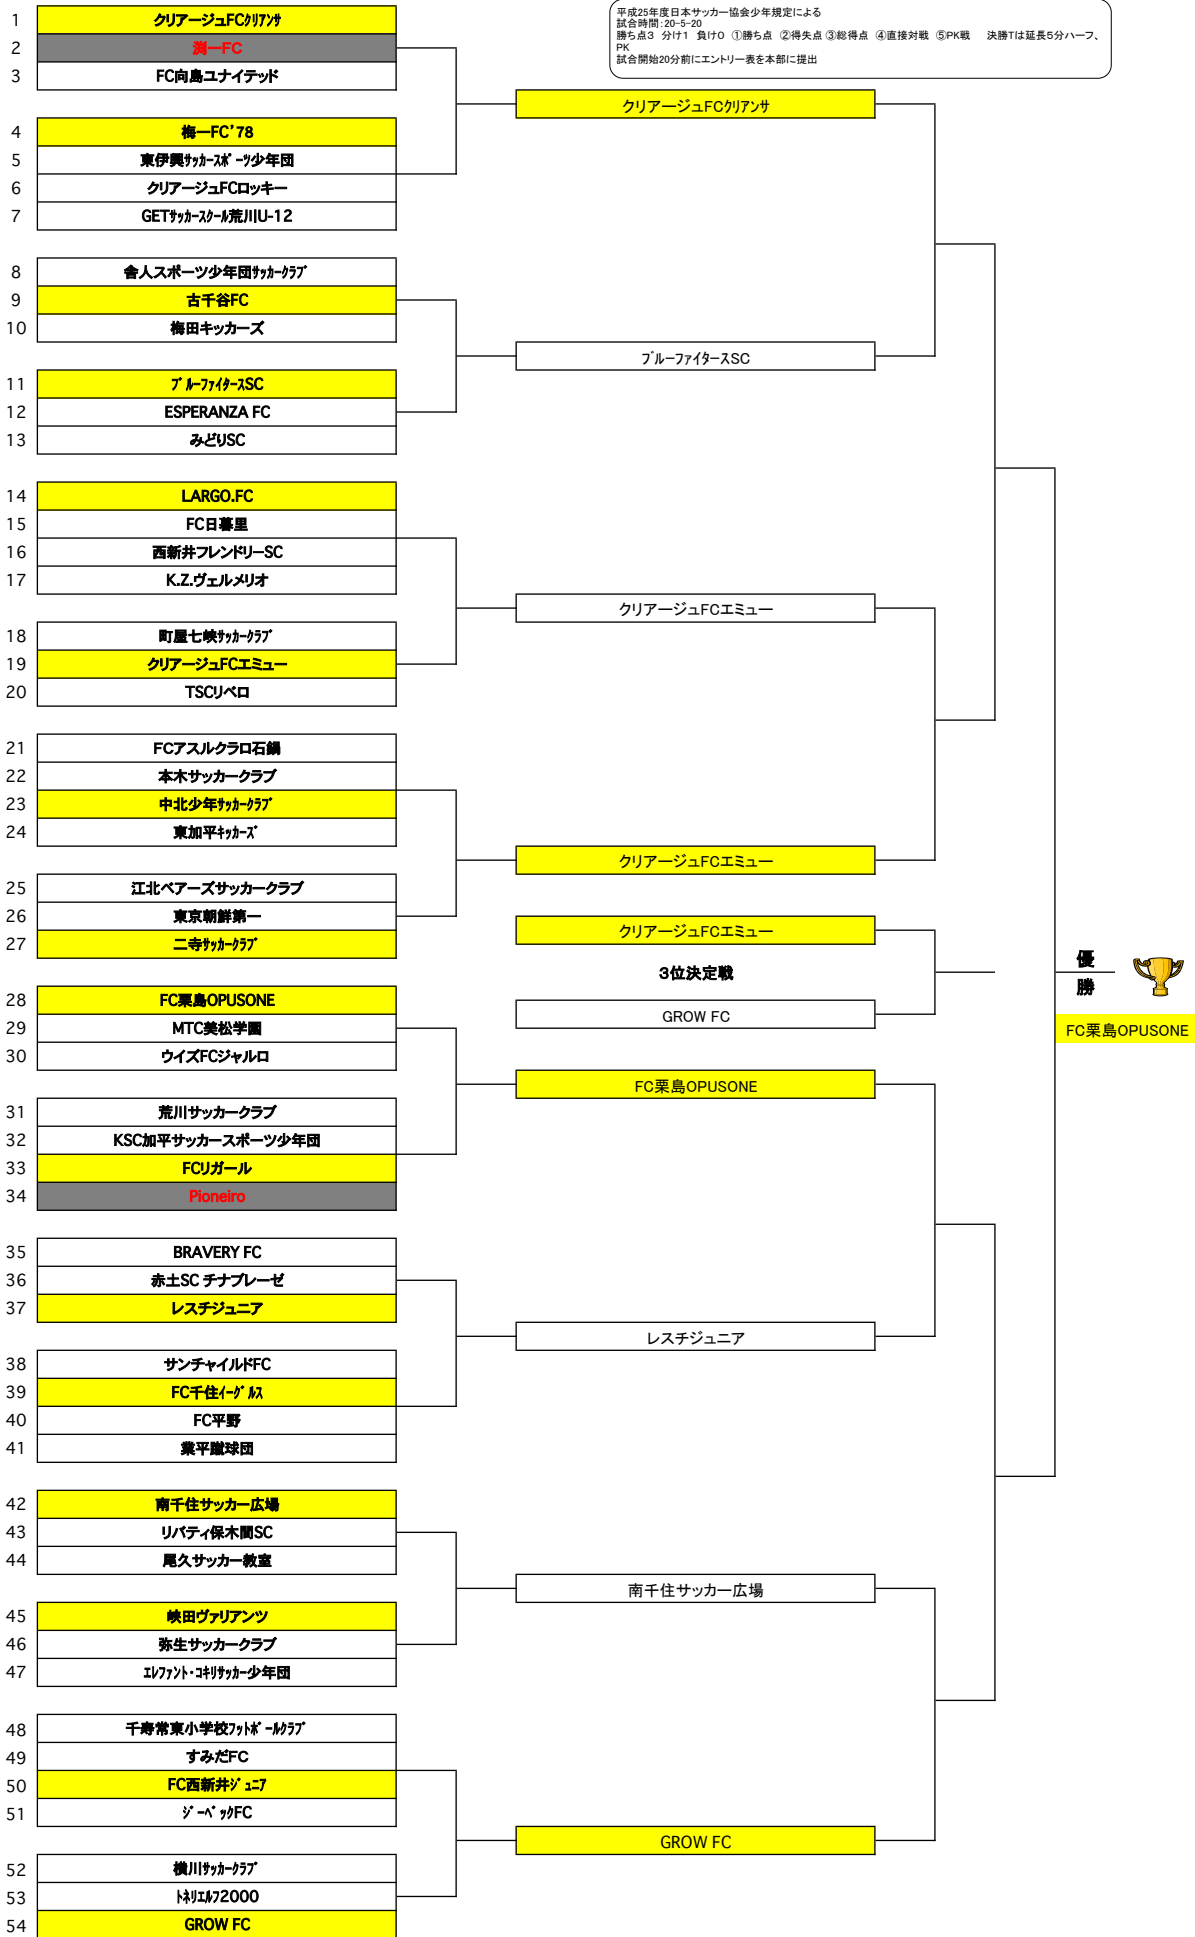 平成25年度日本サッカー協会少年規定による
試合時間:20-5-20
勝ち点3 分け1 負け0 ①勝ち点 ②得失点 ③総得点 ④直接対戦 ⑤PK戦 決勝Tは延長5分ハーフ、
PK
試合開始20分前にエントリー表を本部に提出
1 クリアージュFCクリアンサ
2 渕一FC
3 FC向島ユナイテッド
クリアージュFCクリアンサ
4 梅一FC'78
5 東伊興ｻｯｶｰｽﾎﾟｰﾂ少年団
6 クリアージュFCロッキー
7 GETｻｯｶｰｽｸｰﾙ荒川U-12
8 舎人スポーツ少年団ｻｯｶｰｸﾗﾌﾞ
9 古千谷FC
10 梅田キッカーズ
ﾌﾞﾙｰﾌｧｲﾀｰｽSC
11 ﾌﾞﾙｰﾌｧｲﾀｰｽSC
12 ESPERANZA FC
13 みどりSC
14 LARGO.FC
15 FC日暮里
16 西新井フレンドリーSC
17 K.Z.ヴェルメリオ
クリアージュFCエミュー
18 町屋七峡ｻｯｶｰｸﾗﾌﾞ
19 クリアージュFCエミュー
20 TSCリベロ
21 FCアスルクラロ石鍋
22 本木サッカークラブ
23 中北少年ｻｯｶｰｸﾗﾌﾞ
24 東加平ｷｯｶｰｽﾞ
クリアージュFCエミュー
25 江北ベアーズサッカークラブ
26 東京朝鮮第一
27 二寺ｻｯｶｰｸﾗﾌﾞ
クリアージュFCエミュー
3位決定戦
GROW FC
優
勝
FC栗島OPUSONE
28 FC栗島OPUSONE
29 MTC美松学園
30 ウイズFCジャルロ
FC栗島OPUSONE
31 荒川サッカークラブ
32 KSC加平サッカースポーツ少年団
33 FCリガール
34 Pioneiro
35 BRAVERY FC
36 赤土SC チナブレーゼ
37 レスチジュニア
レスチジュニア
38 サンチャイルドFC
39 FC千住ｲｰｸﾞﾙｽ
40 FC平野
41 業平蹴球団
42 南千住サッカー広場
43 リバティ保木間SC
44 尾久サッカー教室
南千住サッカー広場
45 峡田ヴァリアンツ
46 弥生サッカークラブ
47 ｴﾚﾌｧﾝﾄ・ｺｷﾘｻｯｶｰ少年団
48 千寿常東小学校ﾌｯﾄﾎﾞｰﾙｸﾗﾌﾞ
49 すみだFC
50 FC西新井ｼﾞｭﾆｱ
51 ｼﾞｰﾍﾞｯｸFC
GROW FC
52 横川ｻｯｶｰｸﾗﾌﾞ
53 ﾄﾈﾘｴﾙﾌ2000
54 GROW FC